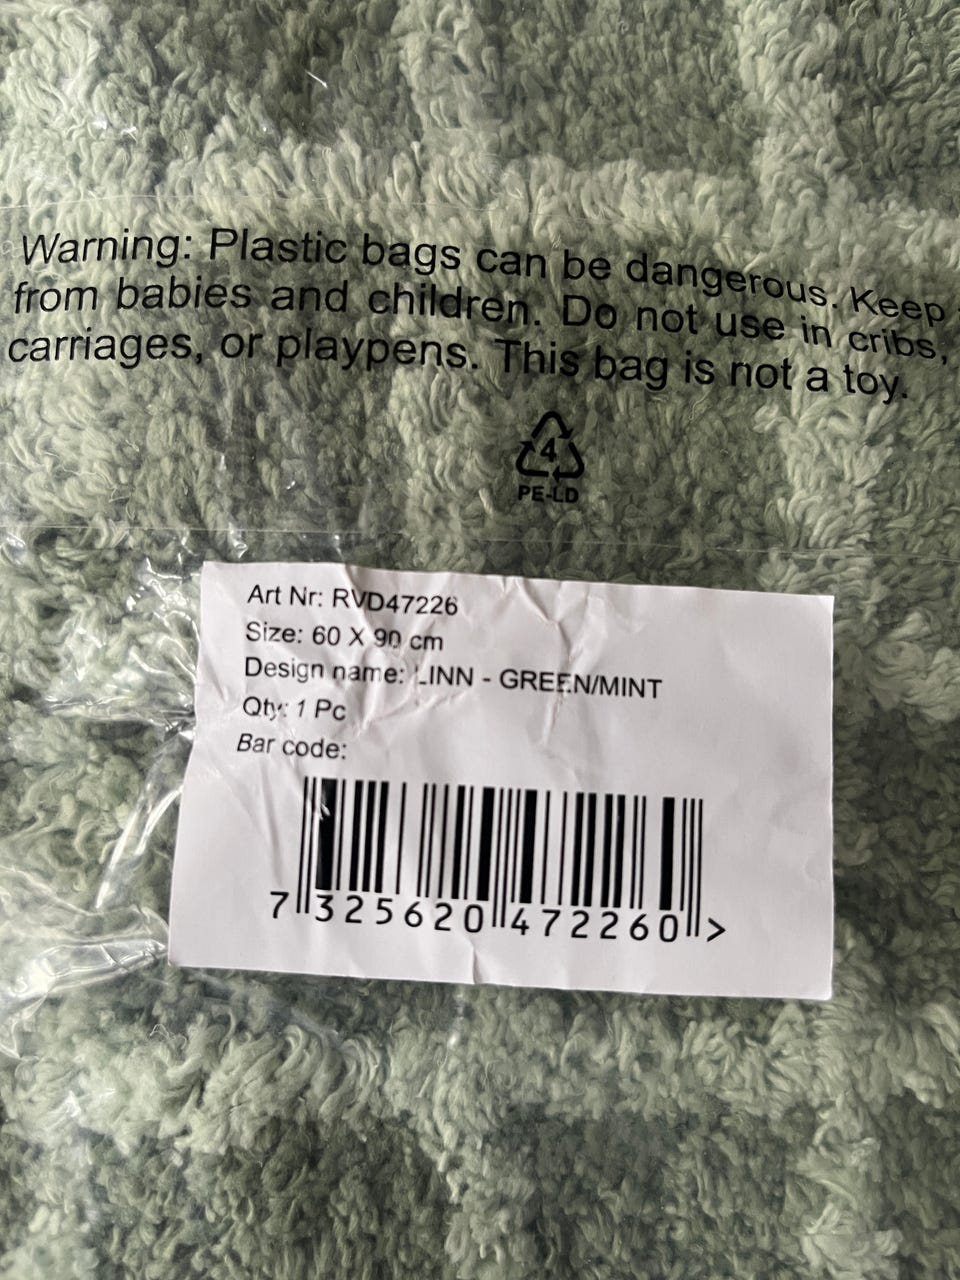 Warning: Plastic bags can be dangerous. Keep
from babies and children. Do not use in cribs,
carriages, or playpens. This bag is not a toy.
4
PE-LD
Art Nr: RVD47226
Size: 60 X 90 cm
Design name: LINN - GREEN/MINT
Qty: 1 Pc
Bar code:
7 325620 472260 >